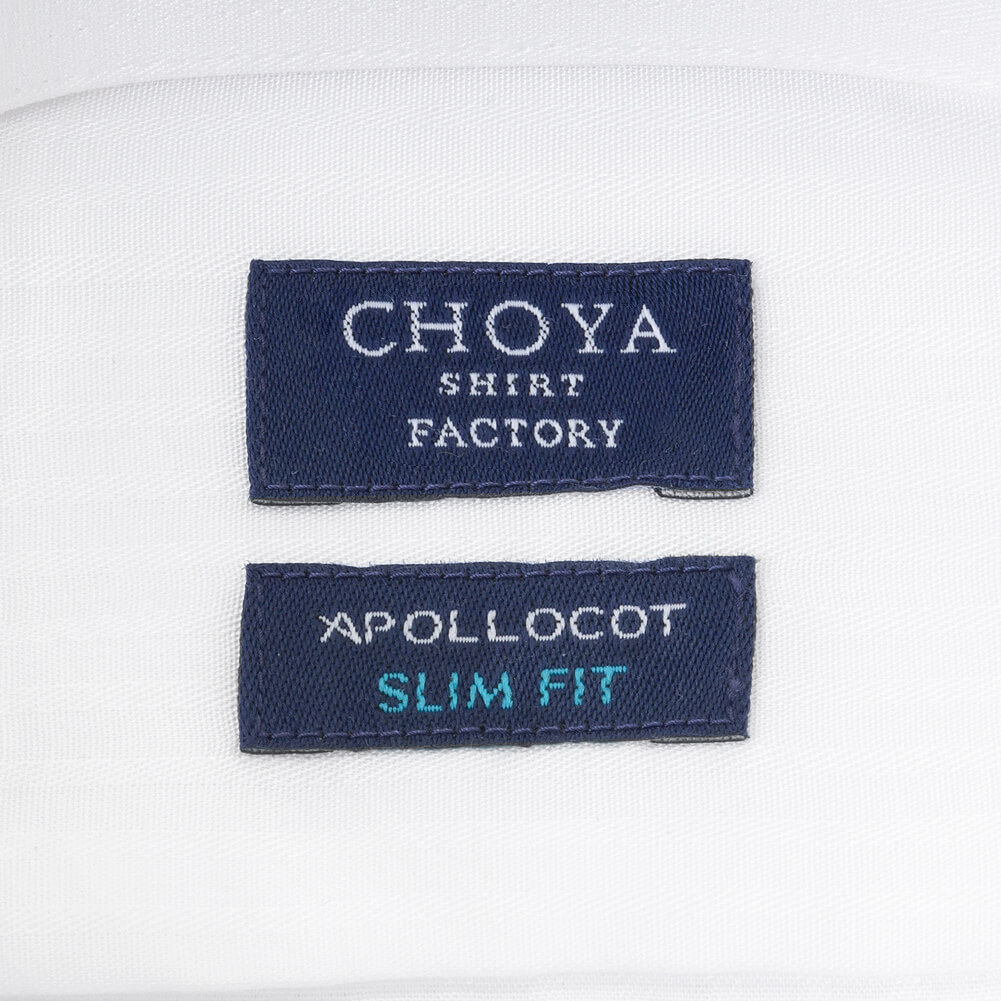 CHOYA
SHIRT
FACTORY
APOLLOCOT
SLIM FIT